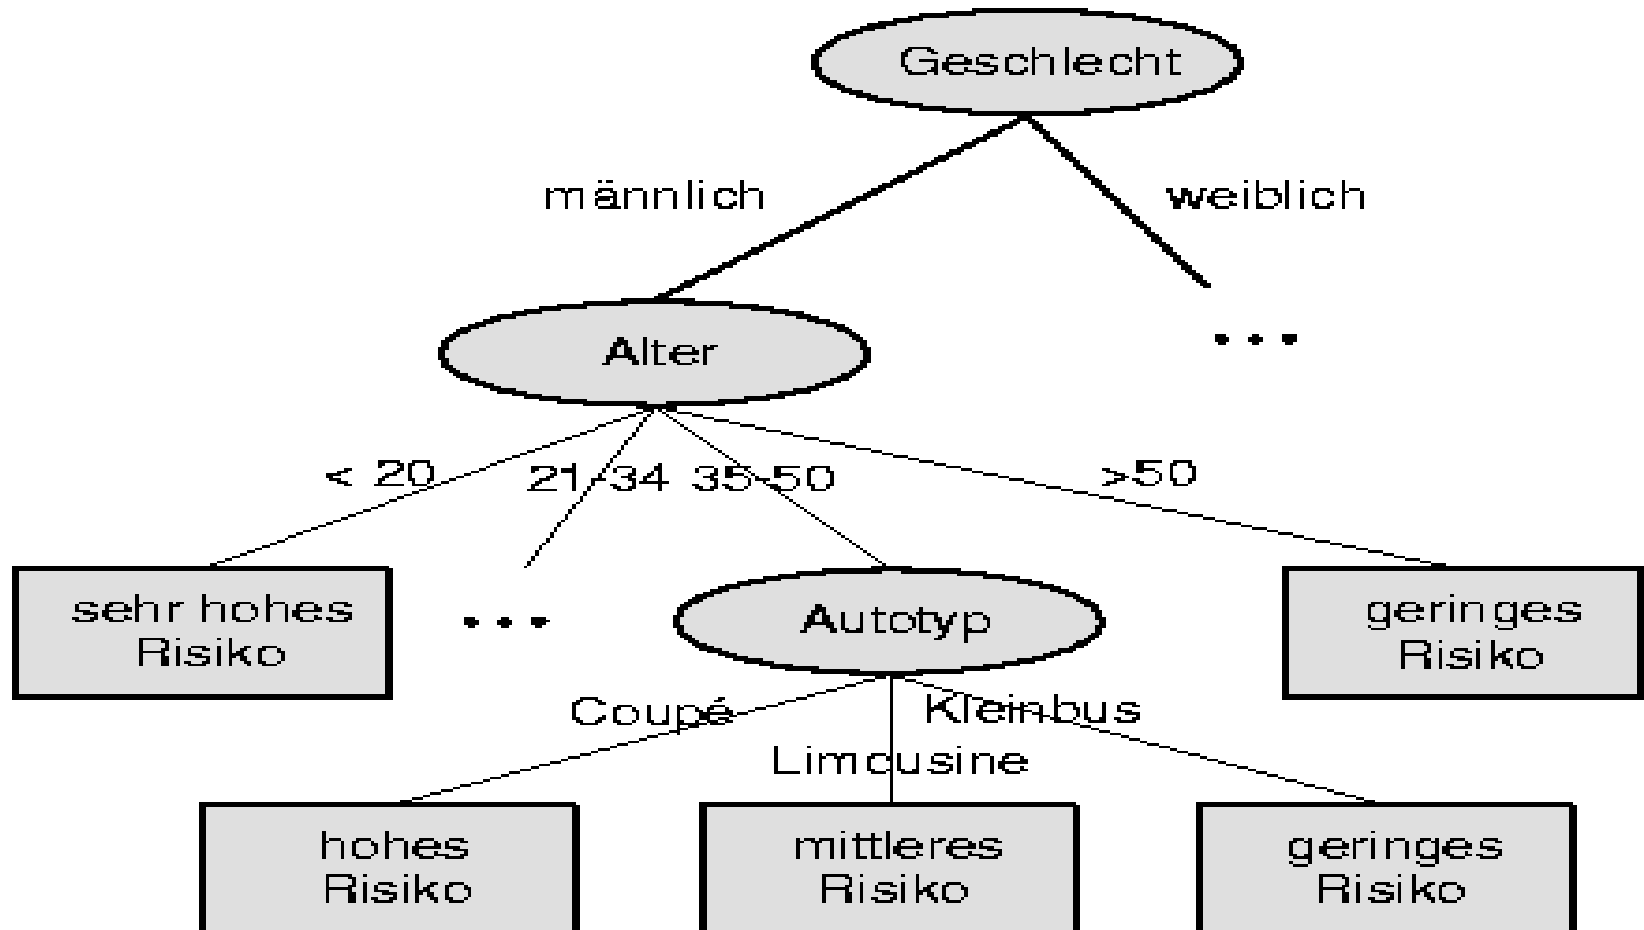 Geschlecht
männlich weiblich
...
Alter
< 20 21-34 35-50 >50
sehr hohes
Risiko
...
Autotyp
geringes
Risiko
Coupé Kleinbus
Limousine
hohes
Risiko
mittleres
Risiko
geringes
Risiko